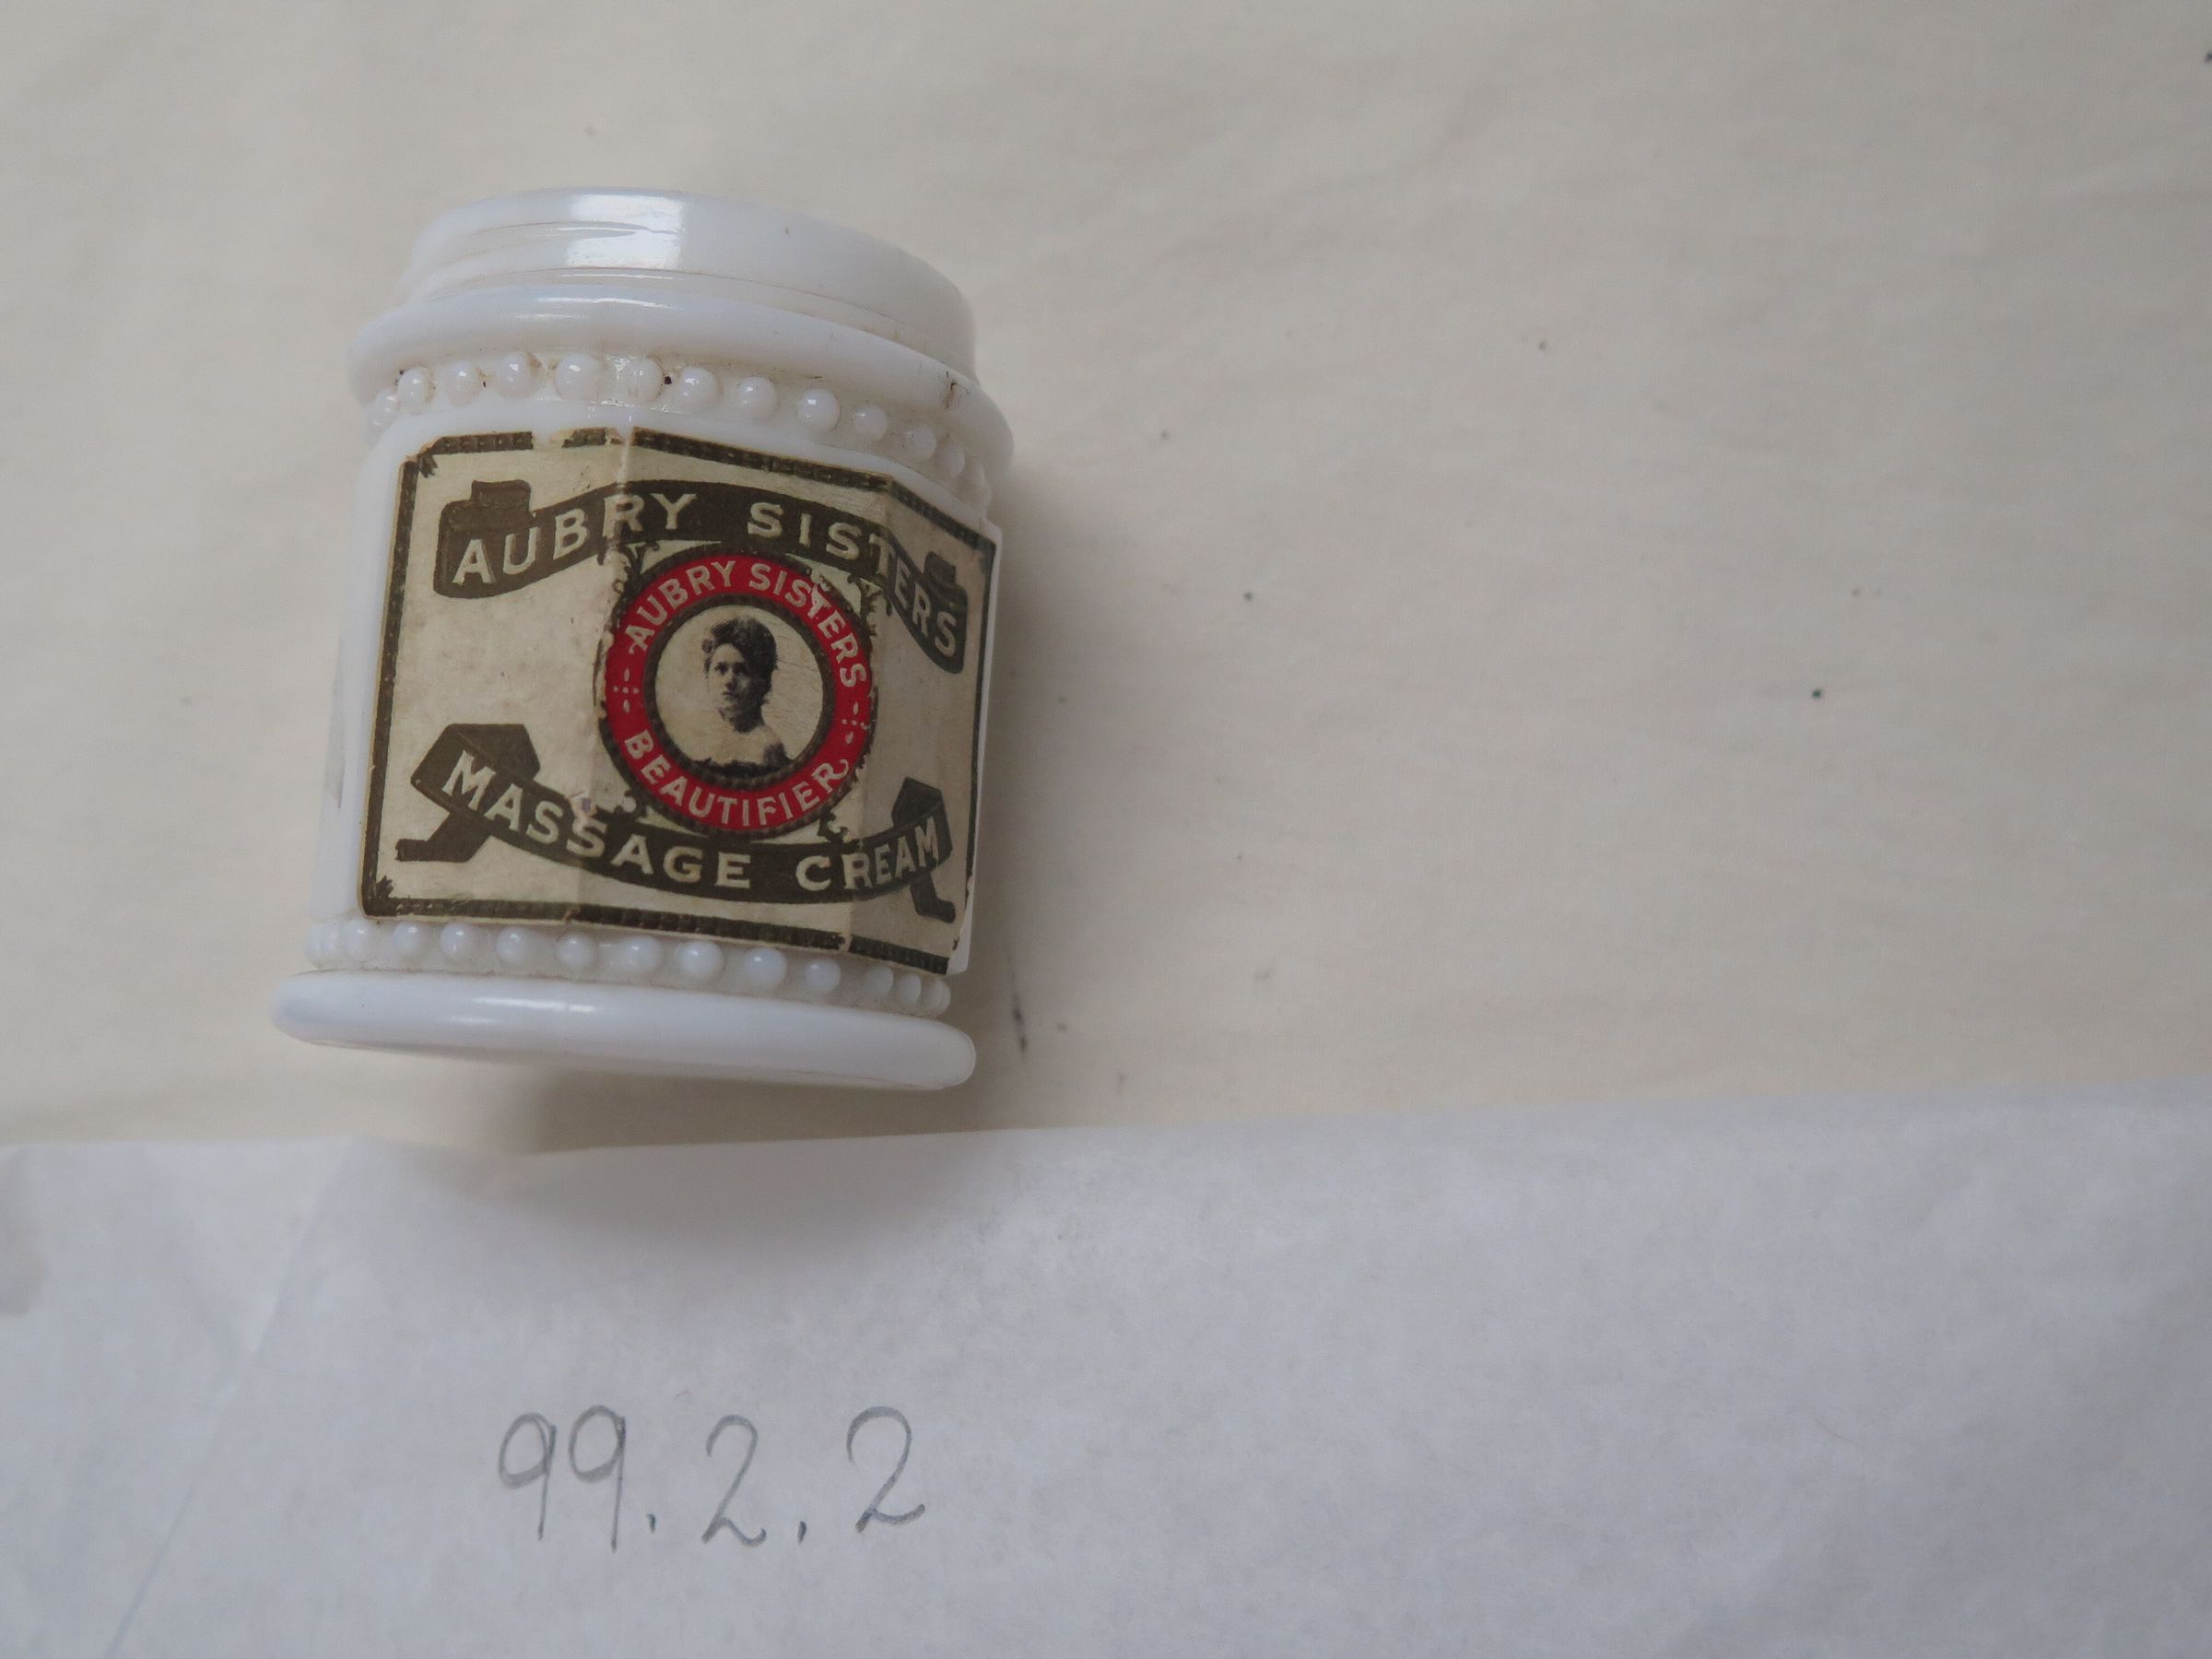 AUBRY SISTERS
AUBRY SISTERS
BEAUTIFIER
MASSAGE CREAM
99.2.2